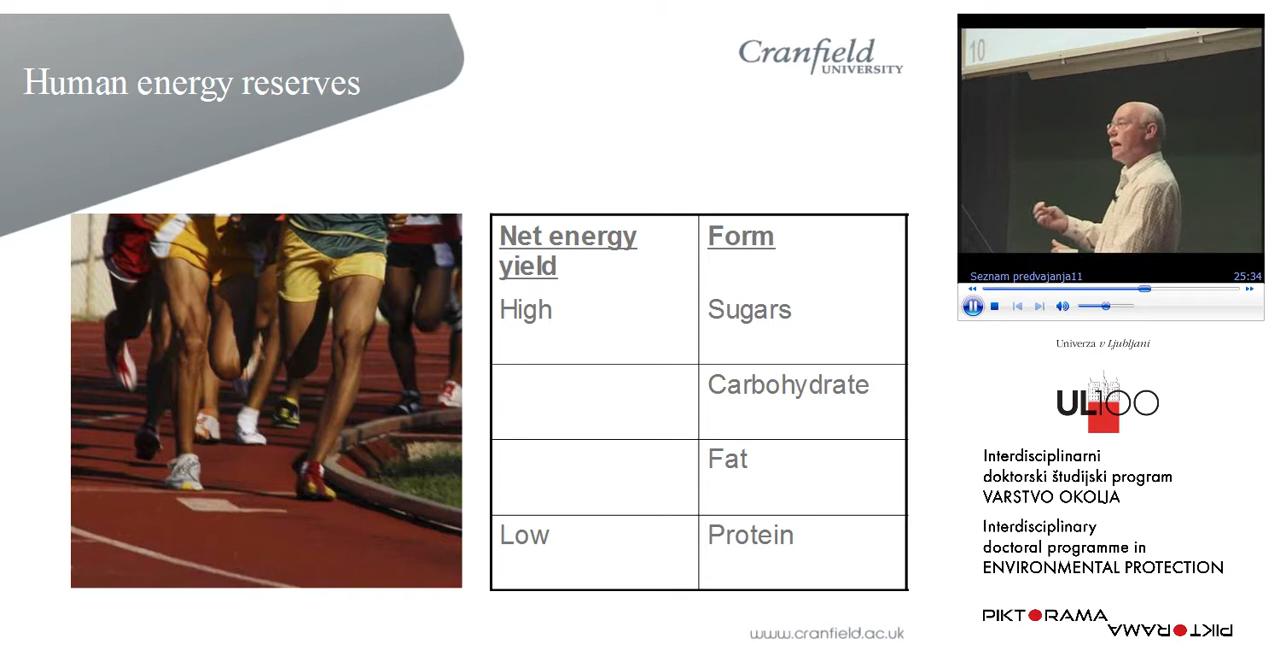 Human energy reserves
Cranfield
UNIVERSITY
Net energy
yield
Form
High
Sugars
Carbohydrate
Fat
Low
Protein
www.cranfield.ac.uk
10
Seznam predvajanja11
25:34
Univerza v Ljubljani
UL100
Interdisciplinarni
doktorski študijski program
VARSTVO OKOLJA
Interdisciplinary
doctoral programme in
ENVIRONMENTAL PROTECTION
PIKTORAMA
PIKTORAMA